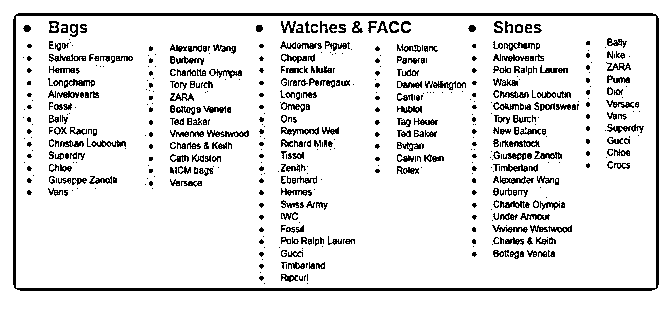 Bags
Eiger
Salvatore Ferragamo
Hermes
Longchamp
Alivelovearts
Fossil
Bally
FOX Racing
Christian Louboutin
Superdry
Chloe
Giuseppe Zanotti
Vans
Alexander Wang
Burberry
Charlotte Olympia
Tory Burch
ZARA
Bottega Veneta
Ted Baker
Vivienne Westwood
Charles & Keith
Cath Kidston
MCM bags
Versace
Watches & FACC
Audemars Piguet
Chopard
Franck Muller
Girard-Perregaux
Longines
Omega
Oris
Raymond Weil
Richard Mille
Tissot
Zenith
Eberhard
Hermes
Swiss Army
IWC
Fossil
Polo Ralph Lauren
Gucci
Timberland
Ripcurl
Montblanc
Panerai
Tudor
Daniel Wellington
Cartier
Hublot
Tag Heuer
Ted Baker
Bvlgari
Calvin Klein
Rolex
Shoes
Longchamp
Alivelovearts
Polo Ralph Lauren
Wakai
Christian Louboutin
Columbia Sportswear
Tory Burch
New Balance
Birkenstock
Giuseppe Zanotti
Timberland
Alexander Wang
Burberry
Charlotte Olympia
Under Armour
Vivienne Westwood
Charles & Keith
Bottega Veneta
Bally
Nike
ZARA
Puma
Dior
Versace
Vans
Superdry
Gucci
Chloe
Crocs